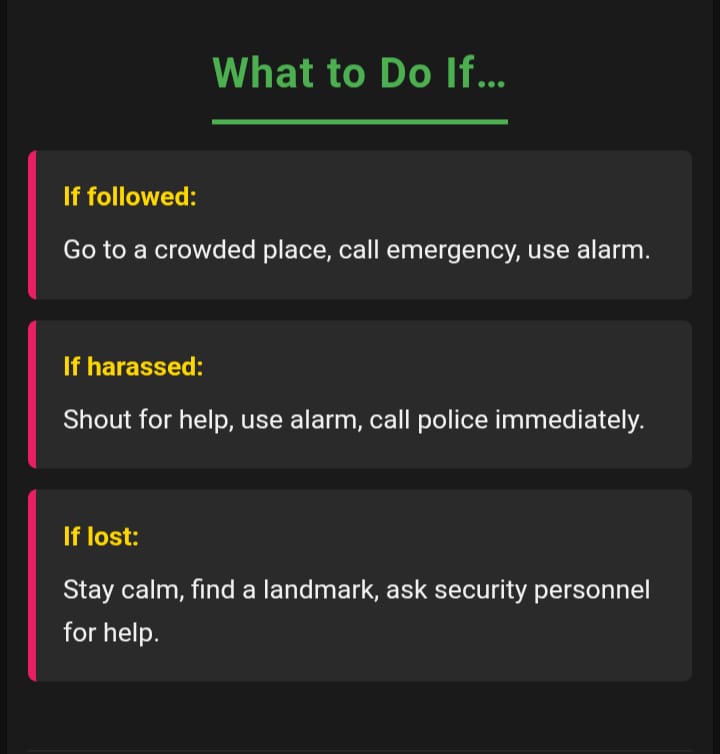 What to Do If…
If followed:
Go to a crowded place, call emergency, use alarm.
If harassed:
Shout for help, use alarm, call police immediately.
If lost:
Stay calm, find a landmark, ask security personnel
for help.